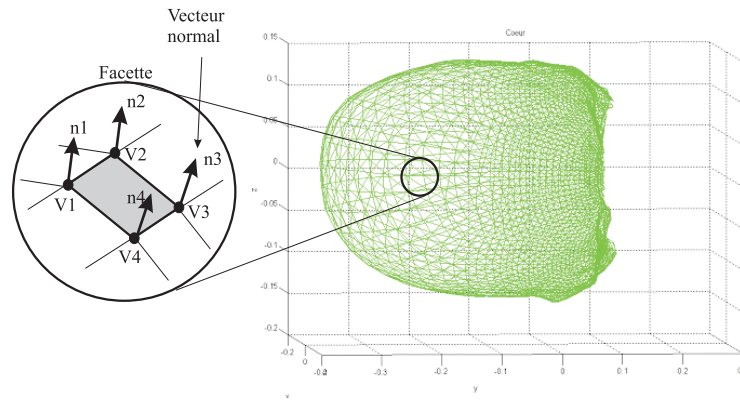 Vecteur
normal
Facette
n1
n2
n3
n4
V1
V2
V3
V4
Coeur
0.15
0.1
0.05
0
-0.05
-0.1
-0.15
-0.2
z
-0.2
0
-0.3
-0.2
-0.1
0
0.1
0.2
y